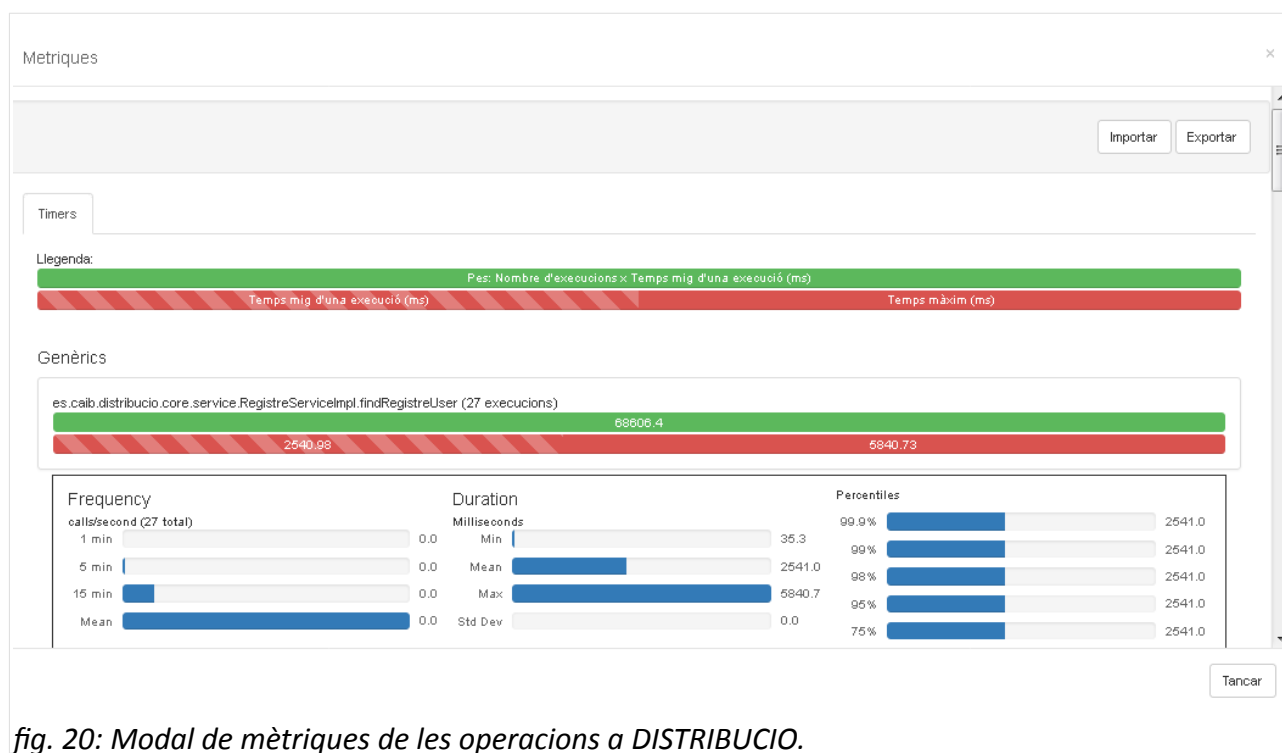 Metriques
×
Importar
Exportar
Timers
Llegenda:
Pes: Nombre d'execucions x Temps mig d'una execució (ms)
Temps mig d'una execució (ms) Temps màxim (ms)
Genèrics
es.caib.distribucio.core.service.RegistreServiceImpl.findRegistreUser (27 execucions)
68606.4
2540.98 5840.73
Frequency
calls/second (27 total)
1 min 0.0
5 min 0.0
15 min 0.0
Mean 0.0
Duration
Milliseconds
Min 35.3
Mean 2541.0
Max 5840.7
Std Dev 0.0
Percentiles
99.9% 2541.0
99% 2541.0
98% 2541.0
95% 2541.0
75% 2541.0
Tancar
fig. 20: Modal de mètriques de les operacions a DISTRIBUCIO.